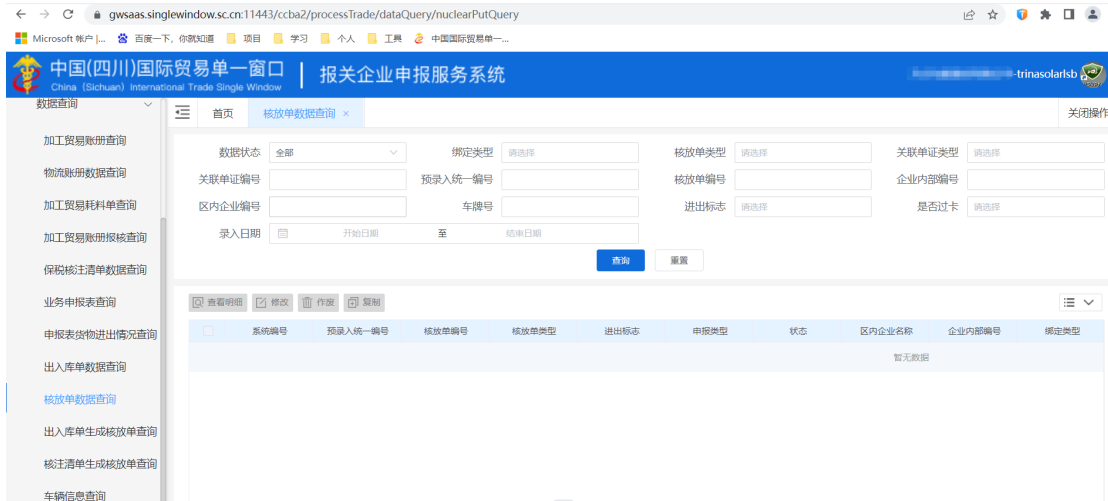 gwsaas.singlewindow.sc.cn:11443/ccba2/processTrade/dataQuery/nuclearPutQuery
Microsoft 帐户 |... 百度一下，你就知道 项目 学习 个人 工具 中国国际贸易单一...
中国(四川)国际贸易单一窗口 | 报关企业申报服务系统
China (Sichuan) International Trade Single Window
-trinasolarlsb
数据查询 首页 核放单数据查询 × 关闭操作
加工贸易账册查询
物流账册数据查询
加工贸易耗料单查询
加工贸易账册报核查询
保税核注清单数据查询
业务申报表查询
申报表货物进出情况查询
出入库单数据查询
核放单数据查询
出入库单生成核放单查询
核注清单生成核放单查询
车辆信息查询
数据状态 全部 绑定类型 请选择 核放单类型 请选择 关联单证类型 请选择
关联单证编号 预录入统一编号 核放单编号 企业内部编号
区内企业编号 车牌号 进出标志 请选择 是否过卡 请选择
录入日期 开始日期 至 结束日期
查询 重置
查看明细 修改 作废 复制
系统编号 预录入统一编号 核放单编号 核放单类型 进出标志 申报类型 状态 区内企业名称 企业内部编号 绑定类型
暂无数据